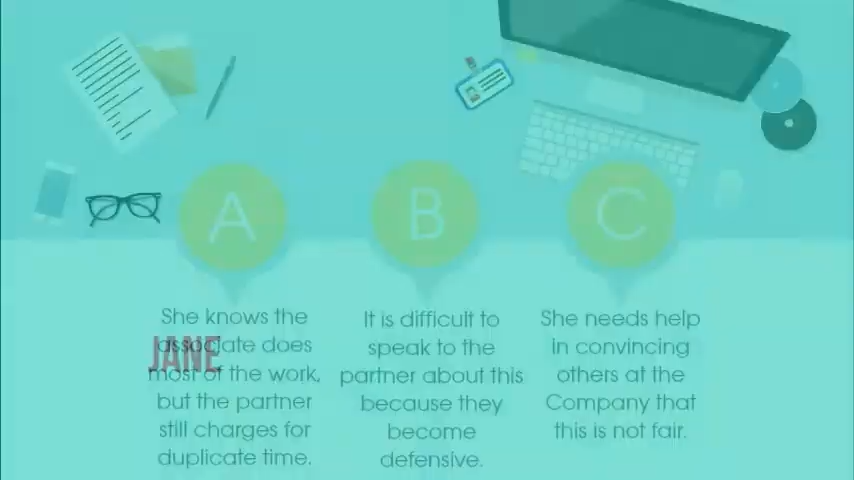 A
B
C
She knows the
associate does
most of the work,
but the partner
still charges for
duplicate time.
JANE
It is difficult to
speak to the
partner about this
because they
become
defensive.
She needs help
in convincing
others at the
Company that
this is not fair.